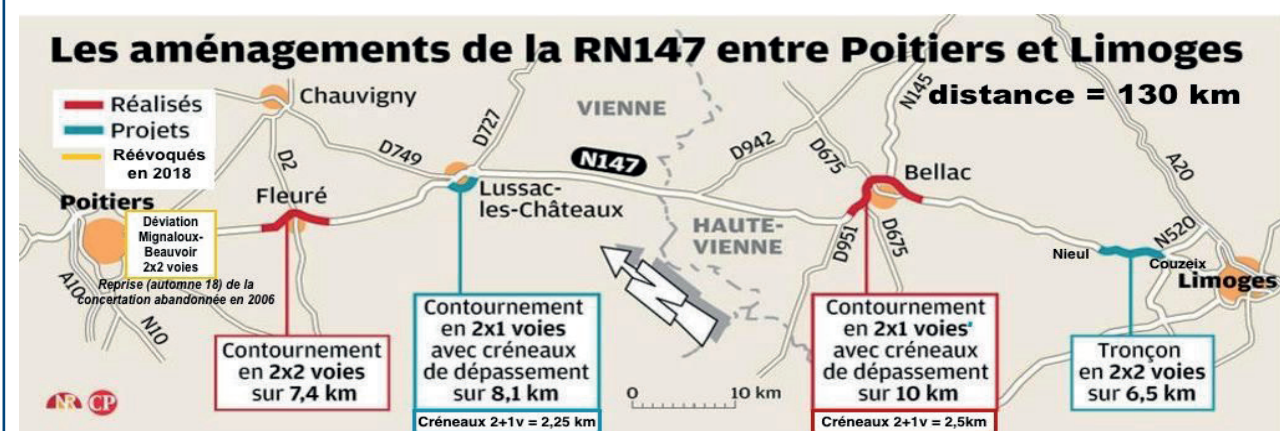 Les aménagements de la RN147 entre Poitiers et Limoges
distance = 130 km
Réalisés
Projets
Réévoqués
en 2018
Chauvigny
VIENNE
N145
D727
D749
D2
N147
D942
D675
A20
Bellac
Fleuré
Lussac-
les-Châteaux
Poitiers
Déviation
Mignaloux-
Beauvoir
2x2 voies
Reprise (automne 18) de la
concertation abandonnée en 2006
A10
N10
HAUTE-
VIENNE
D951
D675
Nieul
Couzeix
N520
Limoges
N
Contournement
en 2x2 voies
sur 7,4 km
Contournement
en 2x1 voies
avec créneaux
de dépassement
sur 8,1 km
Créneaux 2+1v = 2,25 km
0 10 km
Contournement
en 2x1 voies
avec créneaux
de dépassement
sur 10 km
Créneaux 2+1v = 2,5km
Tronçon
en 2x2 voies
sur 6,5 km
NR CP